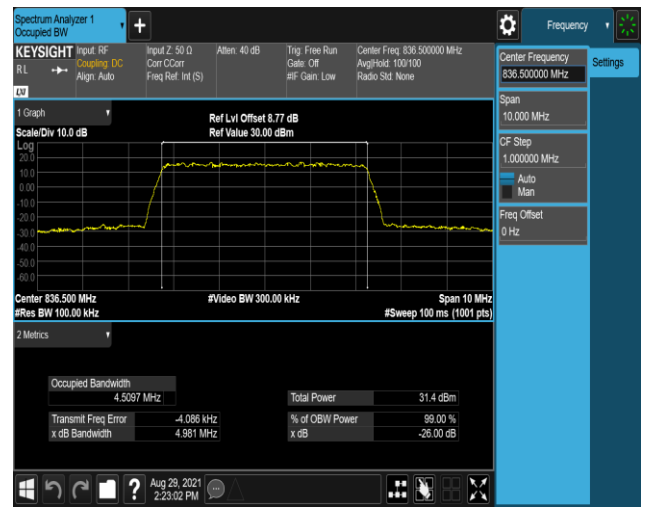 Spectrum Analyzer 1
Occupied BW
Frequency
KEYSIGHT
RL
LXI
Input: RF
Coupling: DC
Align: Auto
Input Z: 50 Ω
Corr CCorr
Freq Ref: Int (S)
Atten: 40 dB
Trig: Free Run
Gate: Off
#IF Gain: Low
Center Freq: 836.500000 MHz
Avg|Hold: 100/100
Radio Std: None
Center Frequency
836.500000 MHz
Settings
Span
10.000 MHz
CF Step
1.000000 MHz
Auto
Man
Freq Offset
0 Hz
1 Graph
Scale/Div 10.0 dB
Ref Lvl Offset 8.77 dB
Ref Value 30.00 dBm
Log
20.0
10.0
0.00
-10.0
-20.0
-30.0
-40.0
-50.0
-60.0
Center 836.500 MHz
#Video BW 300.00 kHz
Span 10 MHz
#Res BW 100.00 kHz
#Sweep 100 ms (1001 pts)
2 Metrics
Occupied Bandwidth
4.5097 MHz
Total Power 31.4 dBm
Transmit Freq Error -4.086 kHz
% of OBW Power 99.00 %
x dB Bandwidth 4.981 MHz
x dB -26.00 dB
?
Aug 29, 2021
2:23:02 PM